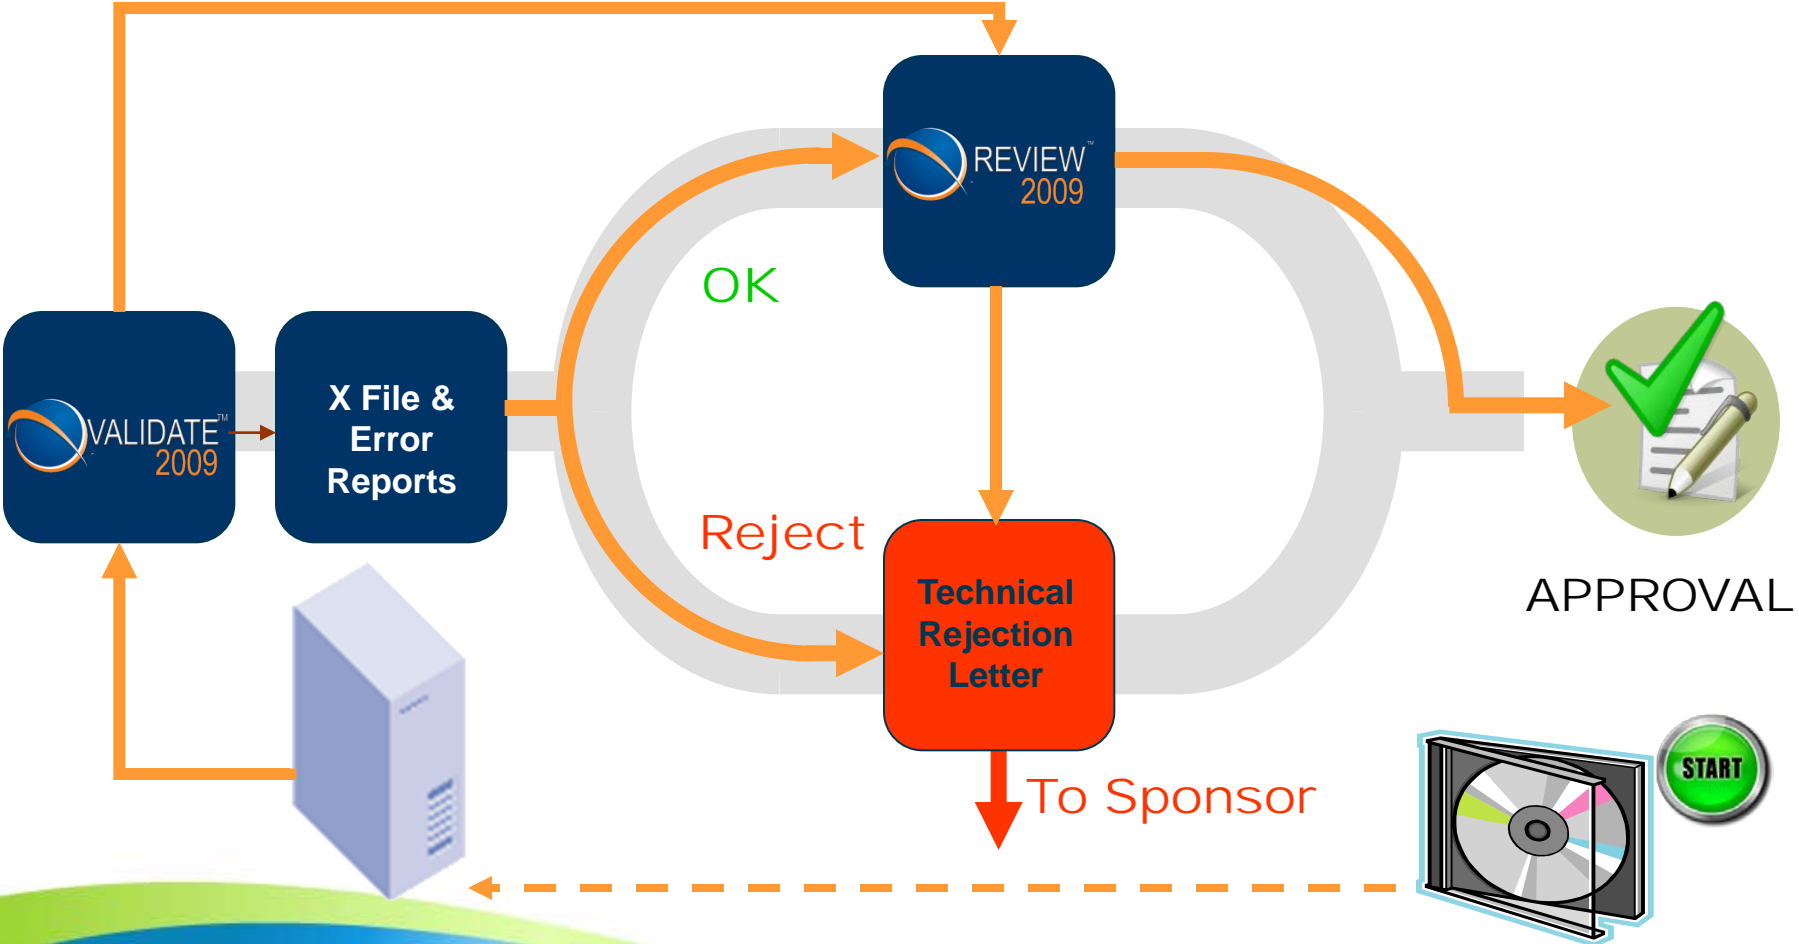 REVIEW™
2009
OK
VALIDATE™
2009
X File &
Error
Reports
Reject
Technical
Rejection
Letter
APPROVAL
To Sponsor
START